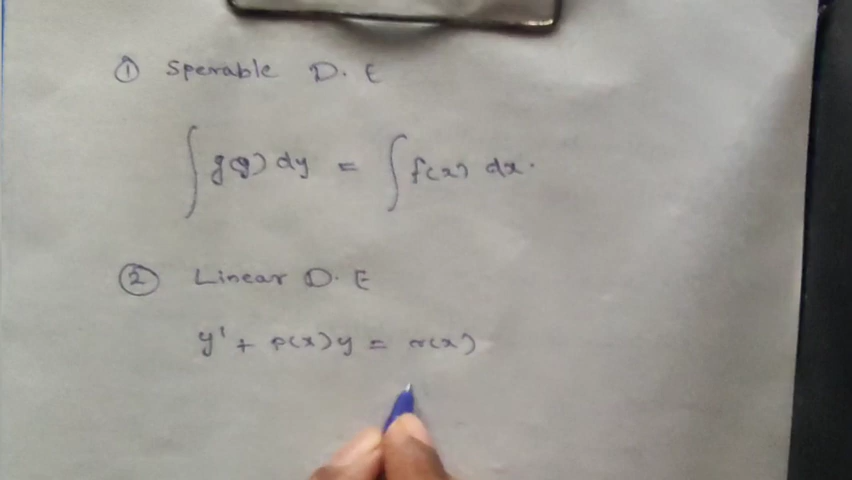 ① Sperable D.E
∫ g(y) dy = ∫ f(x) dx.
② Linear D.E
y' + p(x) y = r(x)